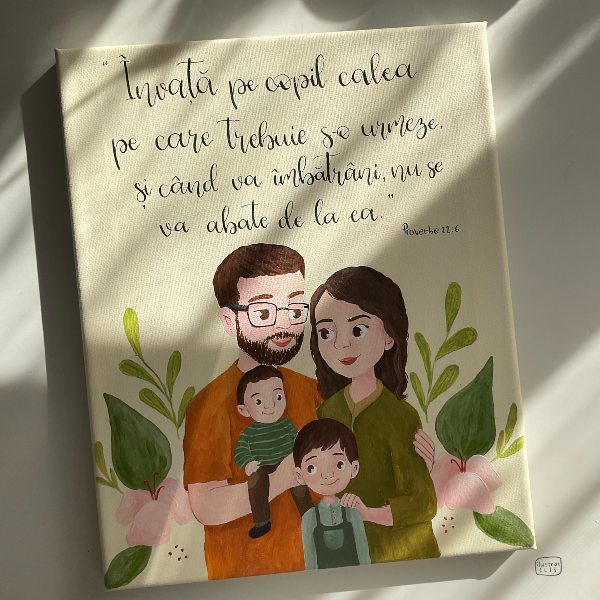 “Învață pe copil calea
pe care trebuie s-o urmeze,
și când va îmbătrâni, nu se
va abate de la ea.”
Proverbe 22:6